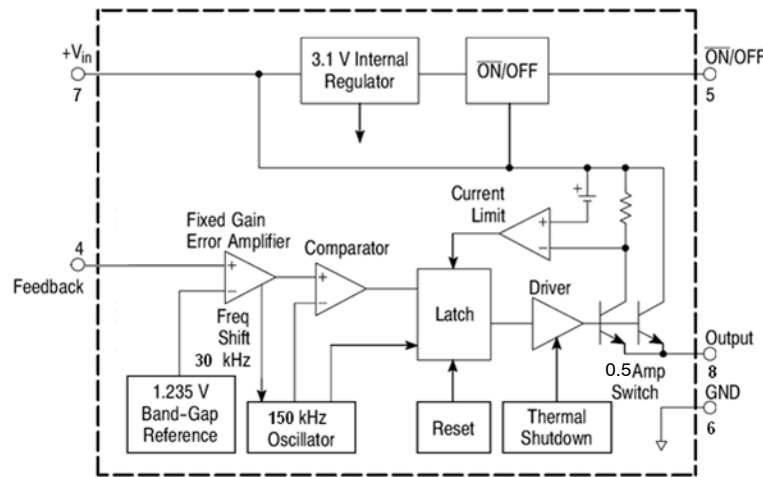 +Vin
7
3.1 V Internal
Regulator
ON/OFF
ON/OFF
5
Current
Limit
+
+
−
4
Feedback
Fixed Gain
Error Amplifier
+
−
Comparator
+
−
Freq
Shift
30 kHz
Latch
Driver
Output
8
0.5Amp
Switch
GND
6
1.235 V
Band-Gap
Reference
150 kHz
Oscillator
Reset
Thermal
Shutdown